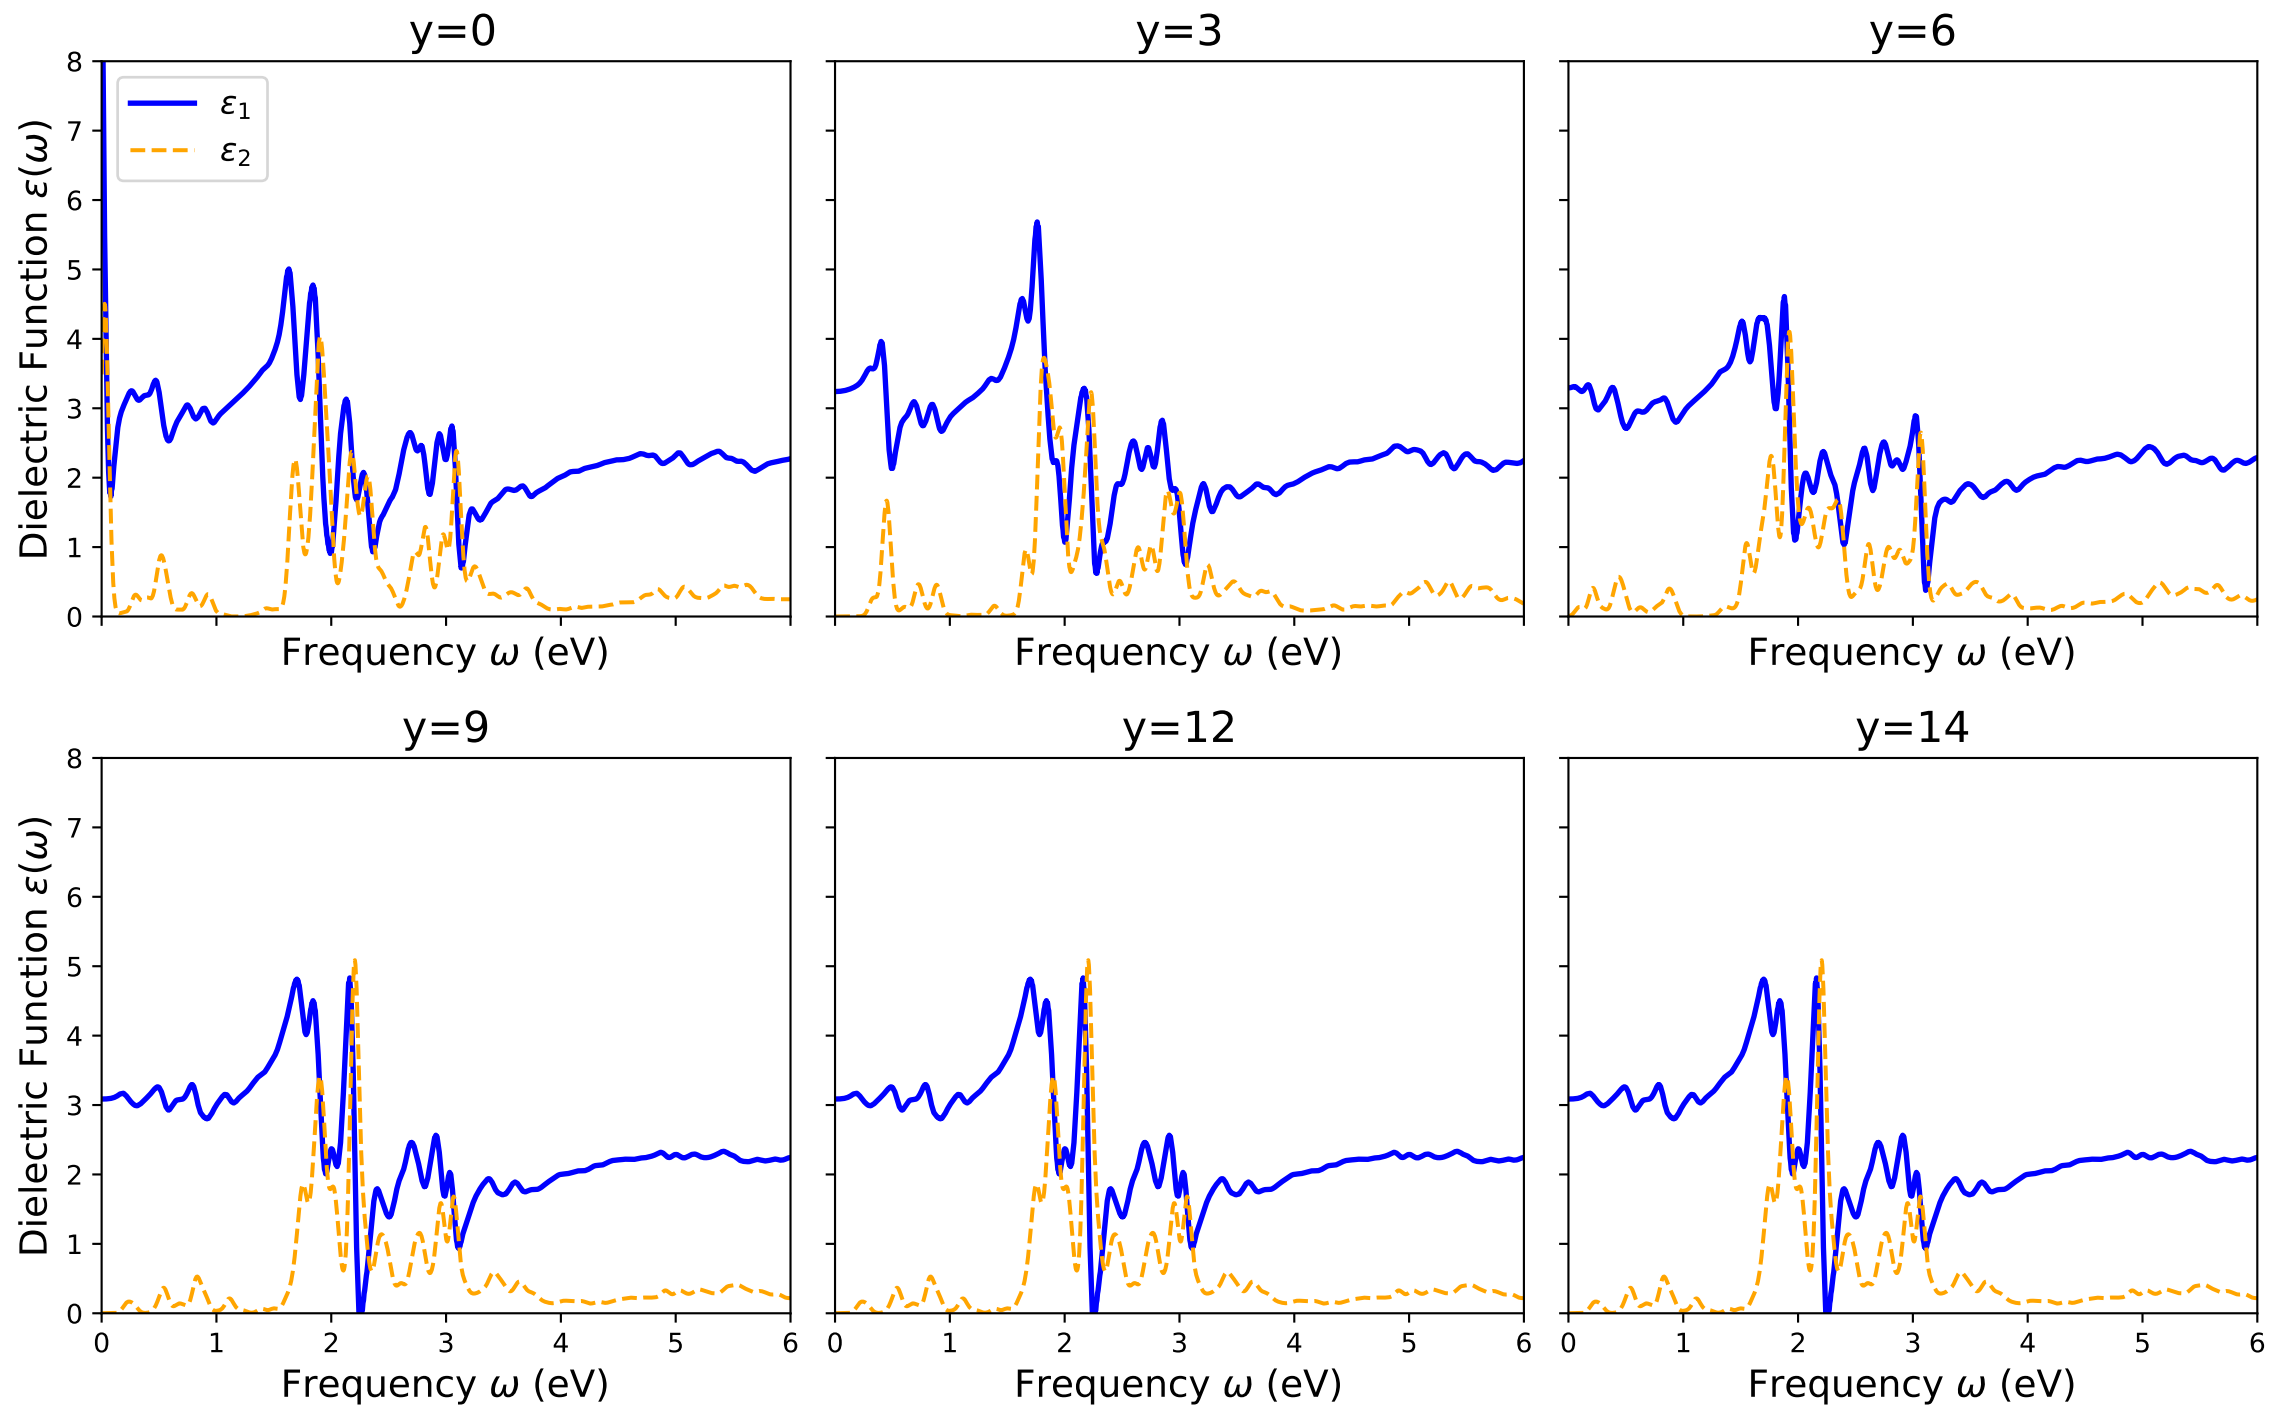 y=0
y=3
y=6
8
7
6
5
4
3
2
1
0
Dielectric Function ε(ω)
ε₁
ε₂
Frequency ω (eV)
Frequency ω (eV)
Frequency ω (eV)
y=9
y=12
y=14
8
7
6
5
4
3
2
1
0
Dielectric Function ε(ω)
0 1 2 3 4 5 6
0 1 2 3 4 5 6
0 1 2 3 4 5 6
Frequency ω (eV)
Frequency ω (eV)
Frequency ω (eV)